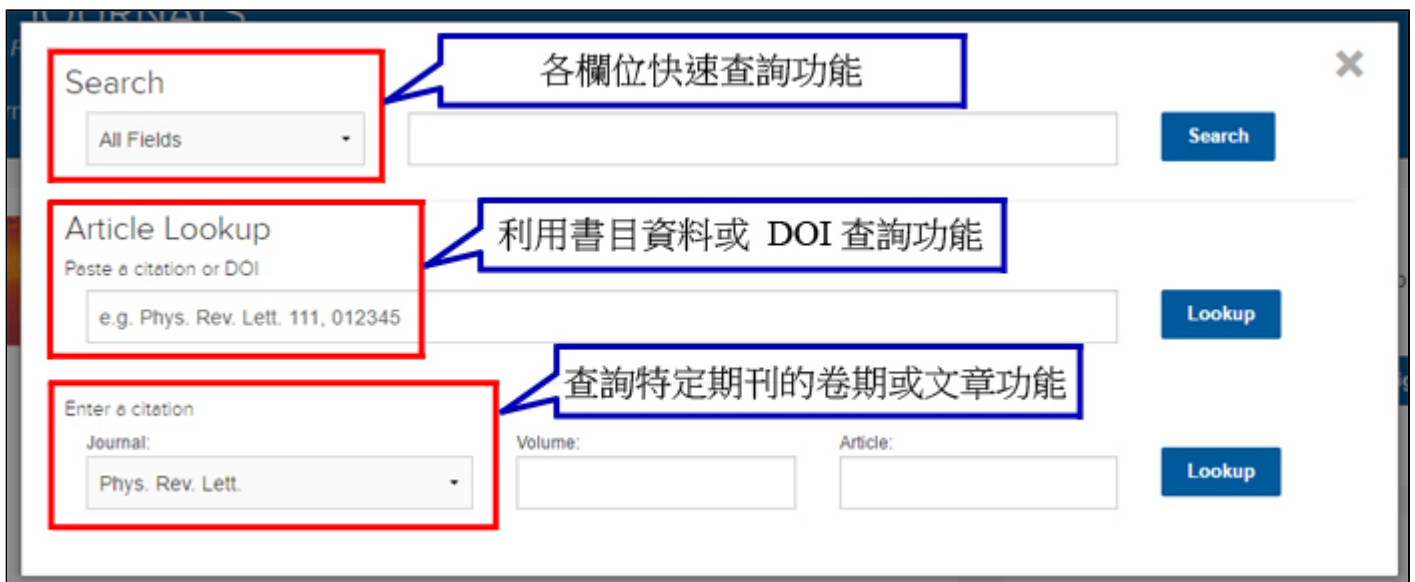 JOURNALS
Search
各欄位快速查詢功能
All Fields
Search
Article Lookup
利用書目資料或 DOI 查詢功能
Paste a citation or DOI
e.g. Phys. Rev. Lett. 111, 012345
Lookup
查詢特定期刊的卷期或文章功能
Enter a citation
Journal:
Volume:
Article:
Phys. Rev. Lett.
Lookup